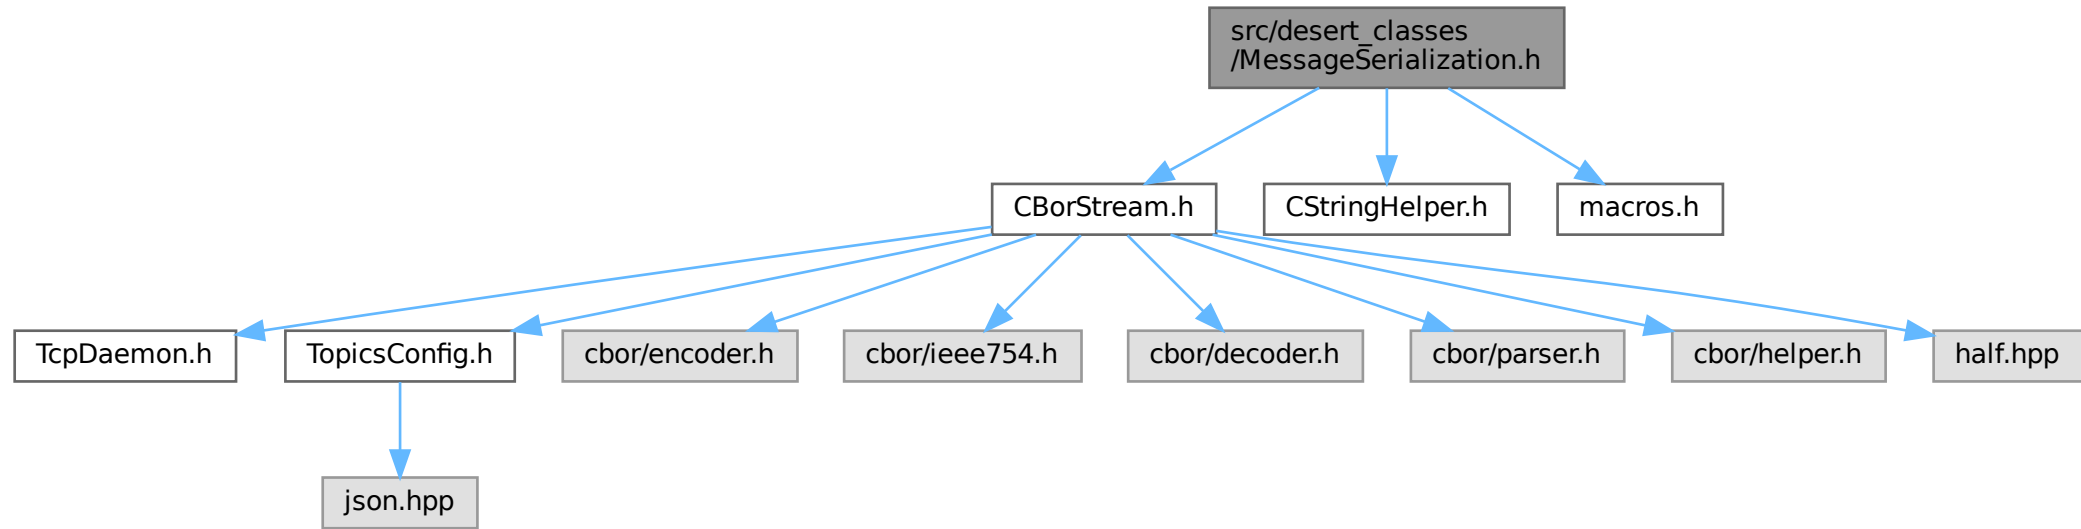 src/desert_classes
/MessageSerialization.h
CBorStream.h
CStringHelper.h
macros.h
TcpDaemon.h
TopicsConfig.h
cbor/encoder.h
cbor/ieee754.h
cbor/decoder.h
cbor/parser.h
cbor/helper.h
half.hpp
json.hpp